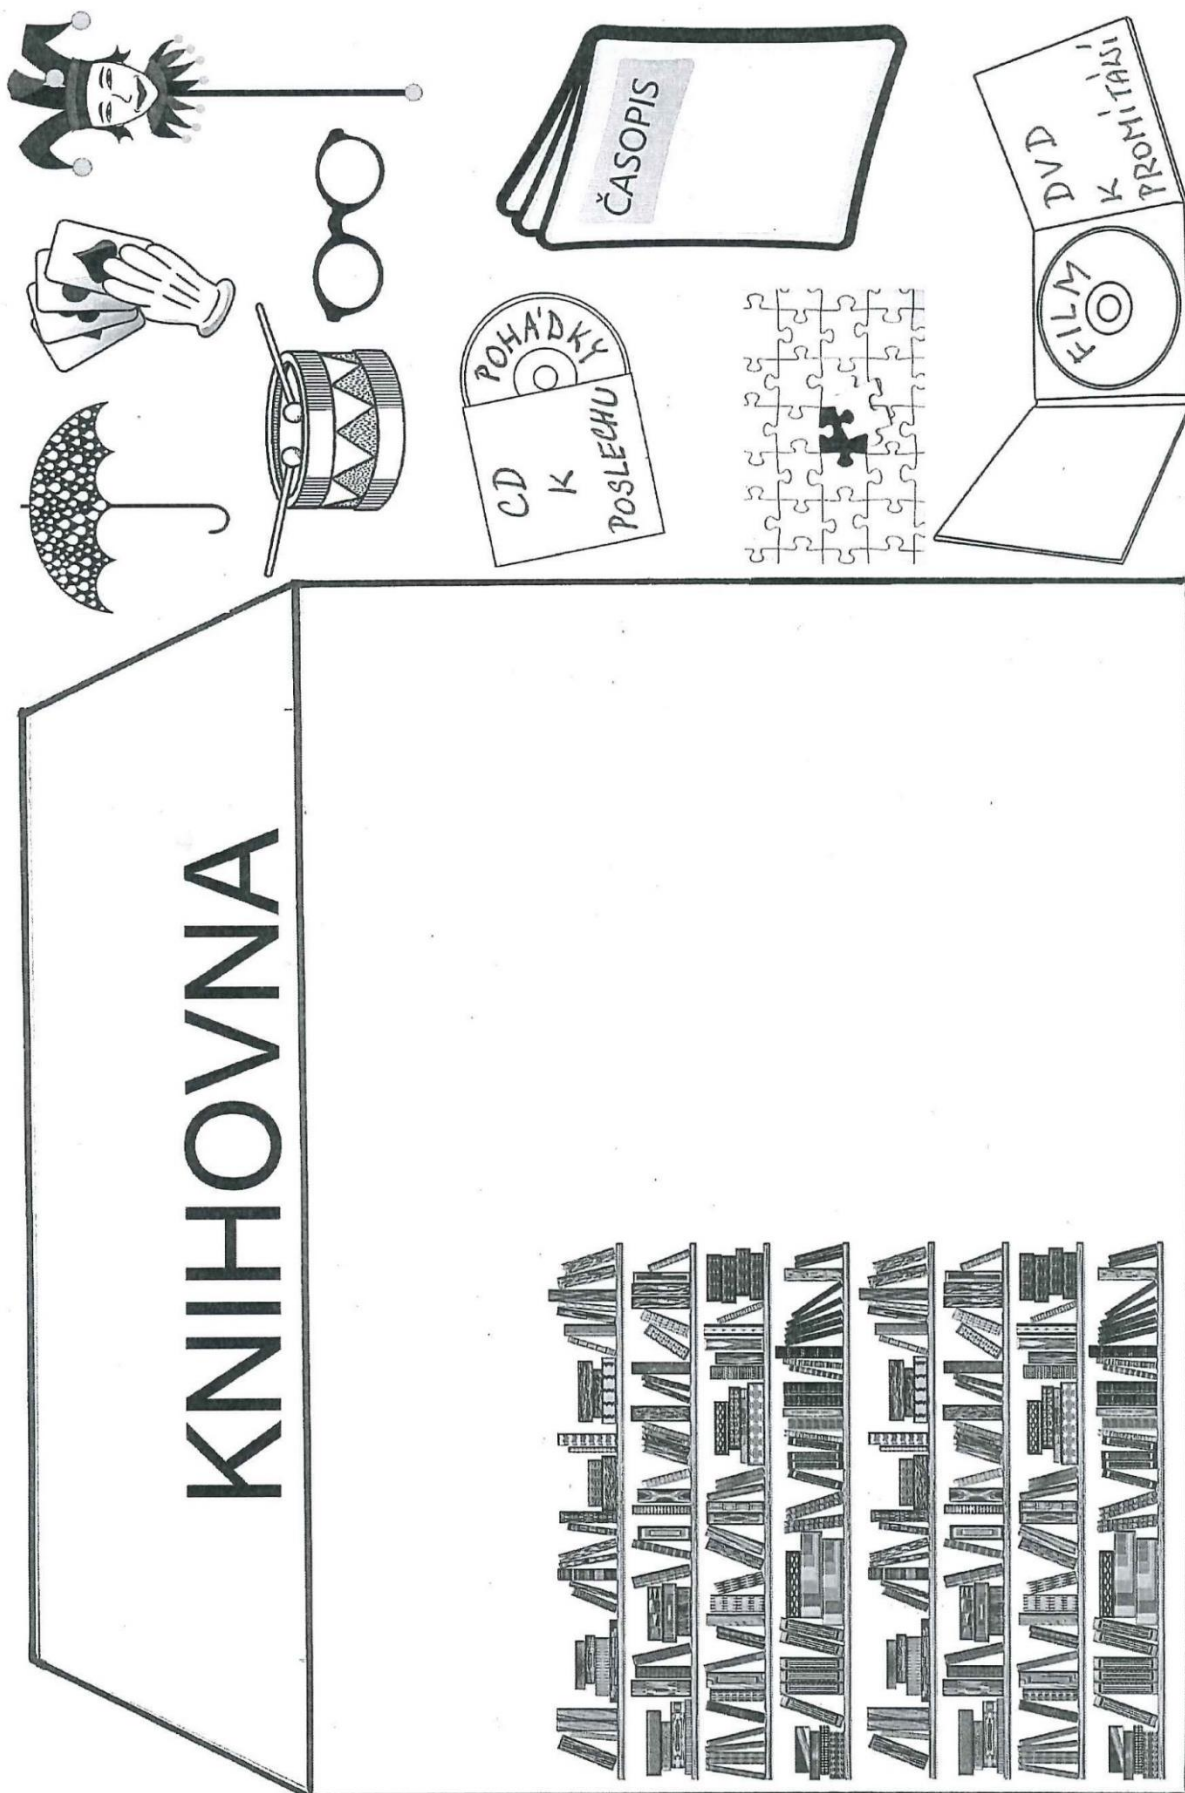 KNIHOVNA
POHÁDKY
CD
K
POSLECHU
ČASOPIS
FILM
DVD
K
PROMÍTÁNÍ